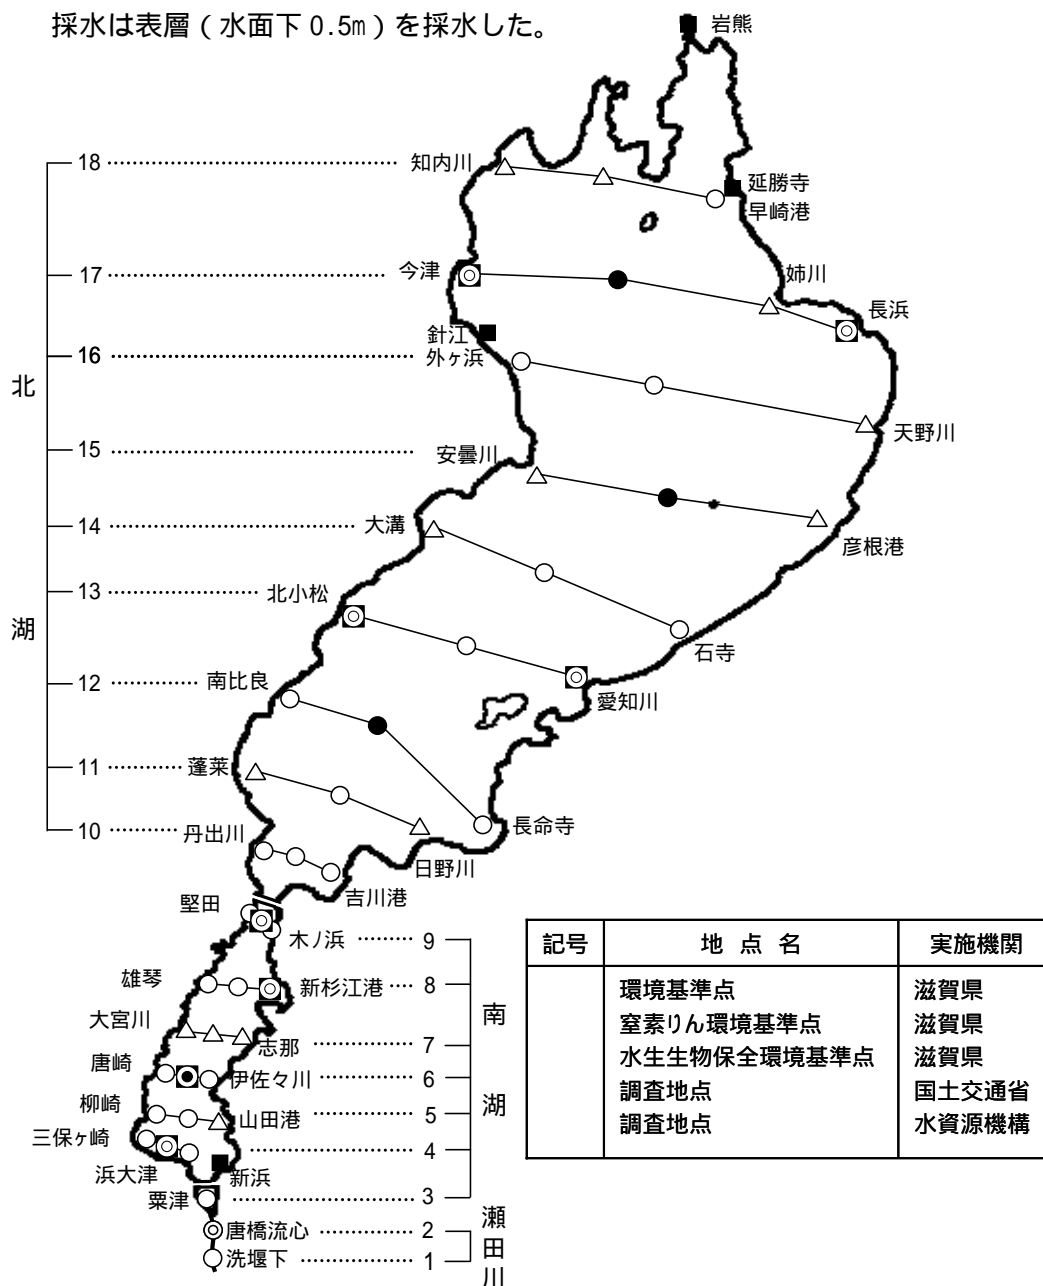 採水は表層（水面下 0.5m）を採水した。
岩熊
18 知内川
延勝寺
早崎港
17 今津
姉川
長浜
針江
16 外ヶ浜
北
天野川
15 安曇川
14 大溝
彦根港
13 北小松
湖
石寺
12 南比良
愛知川
11 蓬莱
10 丹出川
長命寺
日野川
吉川港
堅田
木ノ浜 9
雄琴
新杉江港 8
南
大宮川
志那 7
唐崎
伊佐々川 6
柳崎
山田港 5
湖
三保ヶ崎
4
浜大津
新浜
粟津 3
瀬
唐橋流心 2
田
洗堰下 1
川
記号 地点名 実施機関
環境基準点 滋賀県
窒素りん環境基準点 滋賀県
水生生物保全環境基準点 滋賀県
調査地点 国土交通省
調査地点 水資源機構